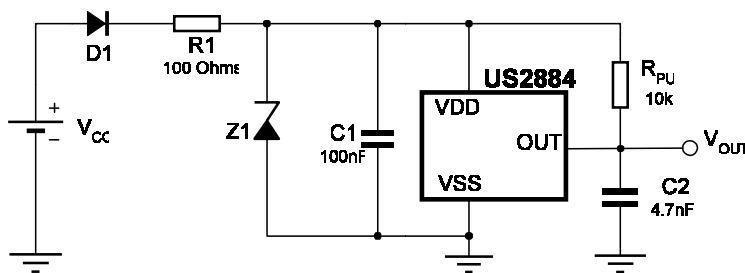 D1
R1
100 Ohms
US2884
VDD
RPU
10k
+
VCC
-
Z1
C1
100nF
OUT
VOUT
VSS
C2
4.7nF